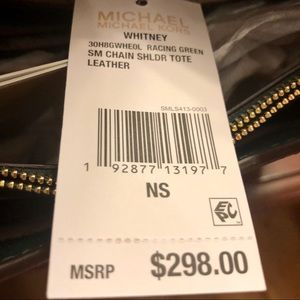 MICHAEL
MICHAEL KORS
WHITNEY
30H8GWHE0L RACING GREEN
SM CHAIN SHLDR TOTE
LEATHER
SMLS413-0003
1 92877 13197 7
NS
EPC
MSRP $298.00